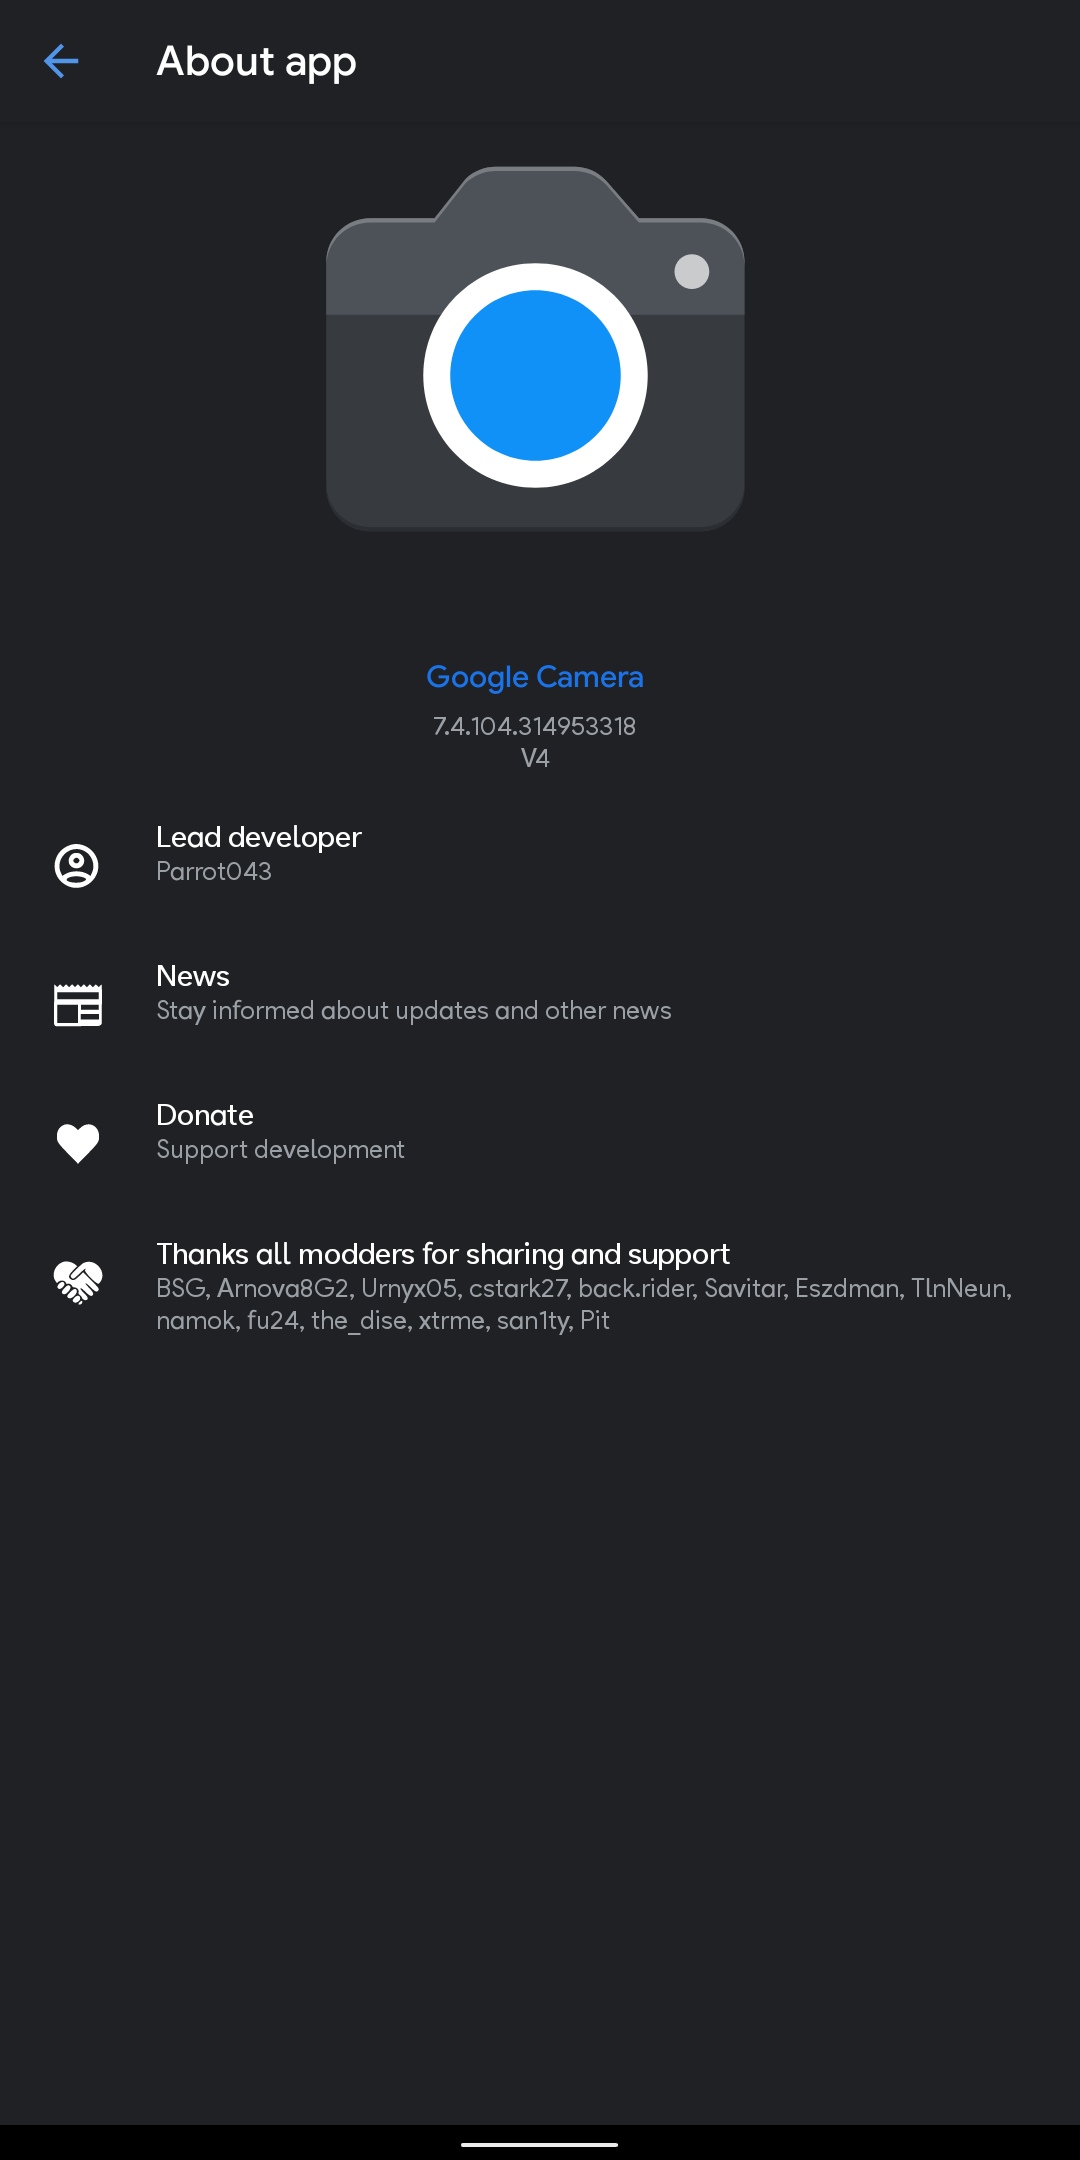 About app
Google Camera
7.4.104.314953318
V4
Lead developer
Parrot043
News
Stay informed about updates and other news
Donate
Support development
Thanks all modders for sharing and support
BSG, Arnova8G2, Urnyx05, cstark27, back.rider, Savitar, Eszdman, TlnNeun,
namok, fu24, the_dise, xtrme, san1ty, Pit